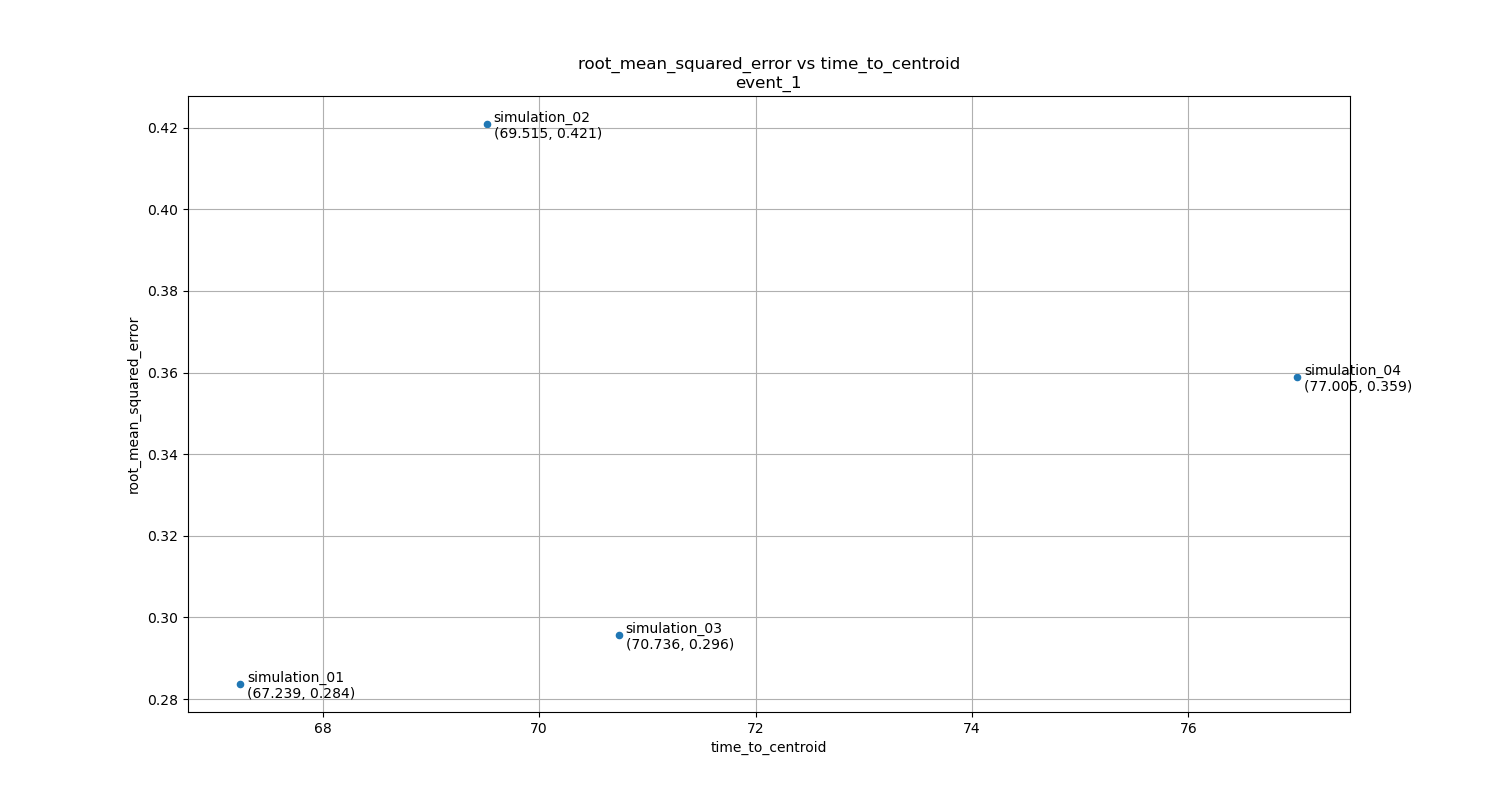 root_mean_squared_error vs time_to_centroid
event_1
root_mean_squared_error
0.42
0.40
0.38
0.36
0.34
0.32
0.30
0.28
simulation_02
(69.515, 0.421)
simulation_04
(77.005, 0.359)
simulation_03
(70.736, 0.296)
simulation_01
(67.239, 0.284)
68
70
72
74
76
time_to_centroid